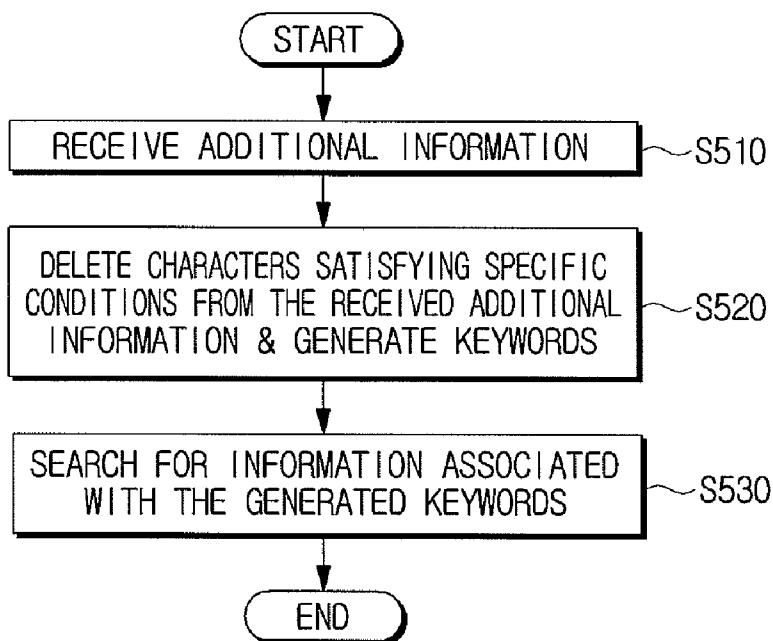 START
RECEIVE ADDITIONAL INFORMATION
S510
DELETE CHARACTERS SATISFYING SPECIFIC
CONDITIONS FROM THE RECEIVED ADDITIONAL
INFORMATION & GENERATE KEYWORDS
S520
SEARCH FOR INFORMATION ASSOCIATED
WITH THE GENERATED KEYWORDS
S530
END